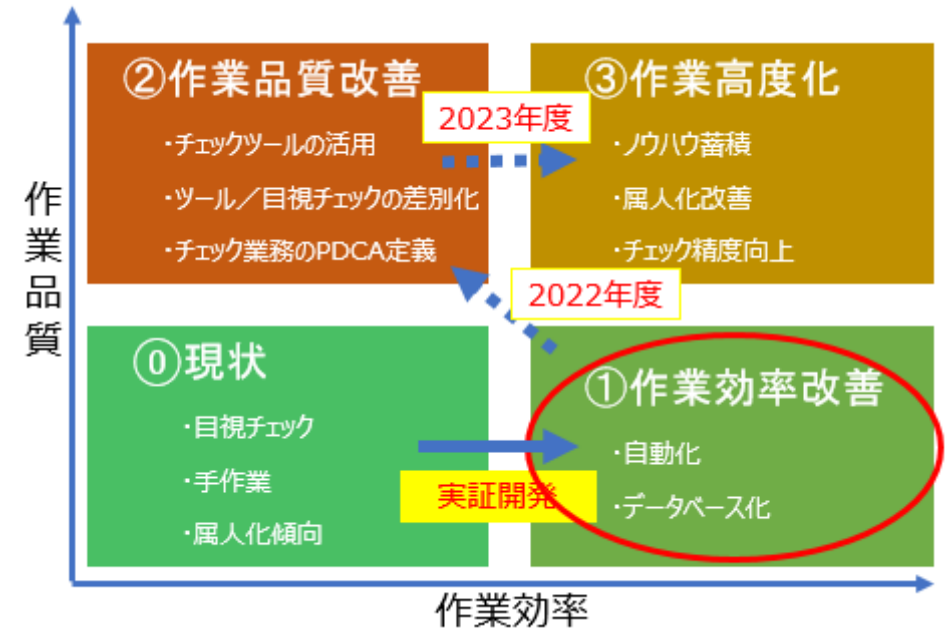 ②作業品質改善
・チェックツールの活用
・ツール／目視チェックの差別化
・チェック業務のPDCA定義
2023年度
③作業高度化
・ノウハウ蓄積
・属人化改善
・チェック精度向上
作業品質
2022年度
⓪現状
・目視チェック
・手作業
・属人化傾向
実証開発
①作業効率改善
・自動化
・データベース化
作業効率